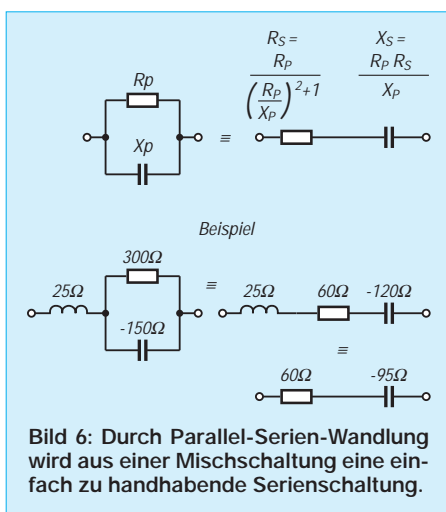 R_S =
R_P
(R_P / X_P)^2 +1
X_S =
R_P R_S
X_P
Rp
Xp
≡
Beispiel
25Ω
300Ω
-150Ω
≡
25Ω
60Ω
-120Ω
≡
60Ω
-95Ω
Bild 6: Durch Parallel-Serien-Wandlung
wird aus einer Mischschaltung eine ein-
fach zu handhabende Serienschaltung.